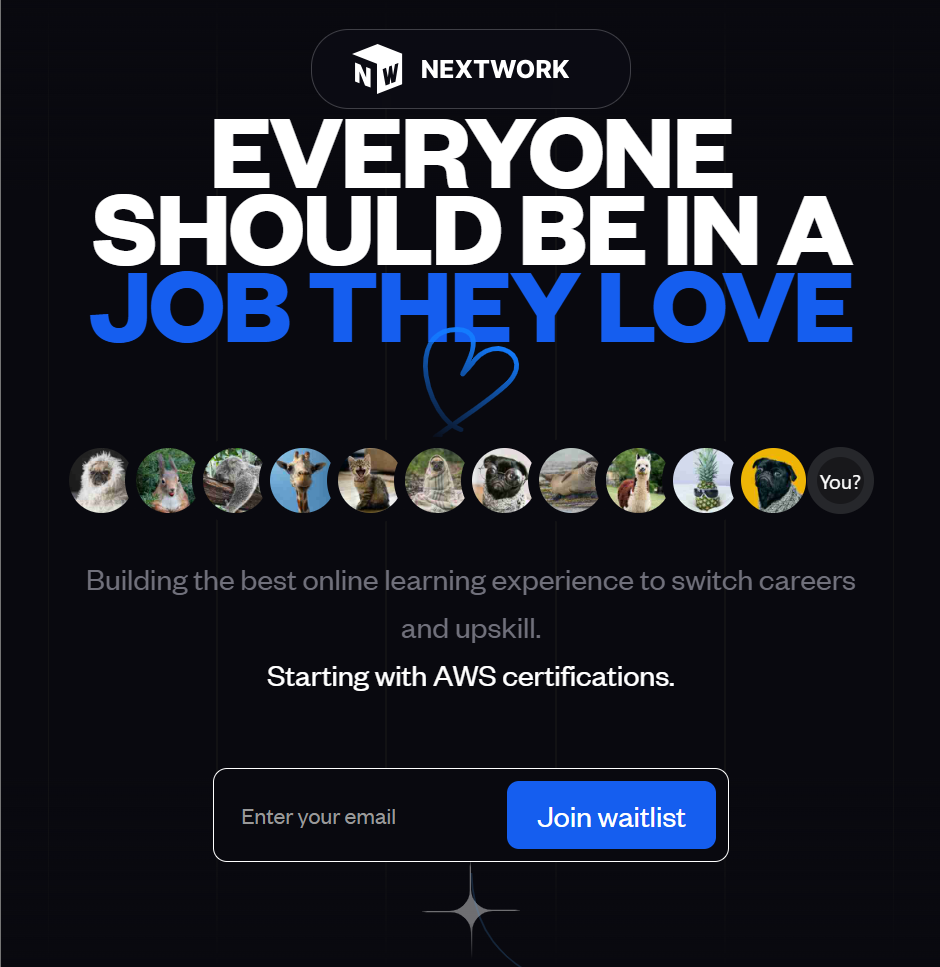 NW NEXTWORK
EVERYONE
SHOULD BE IN A
JOB THEY LOVE
You?
Building the best online learning experience to switch careers
and upskill.
Starting with AWS certifications.
Enter your email
Join waitlist